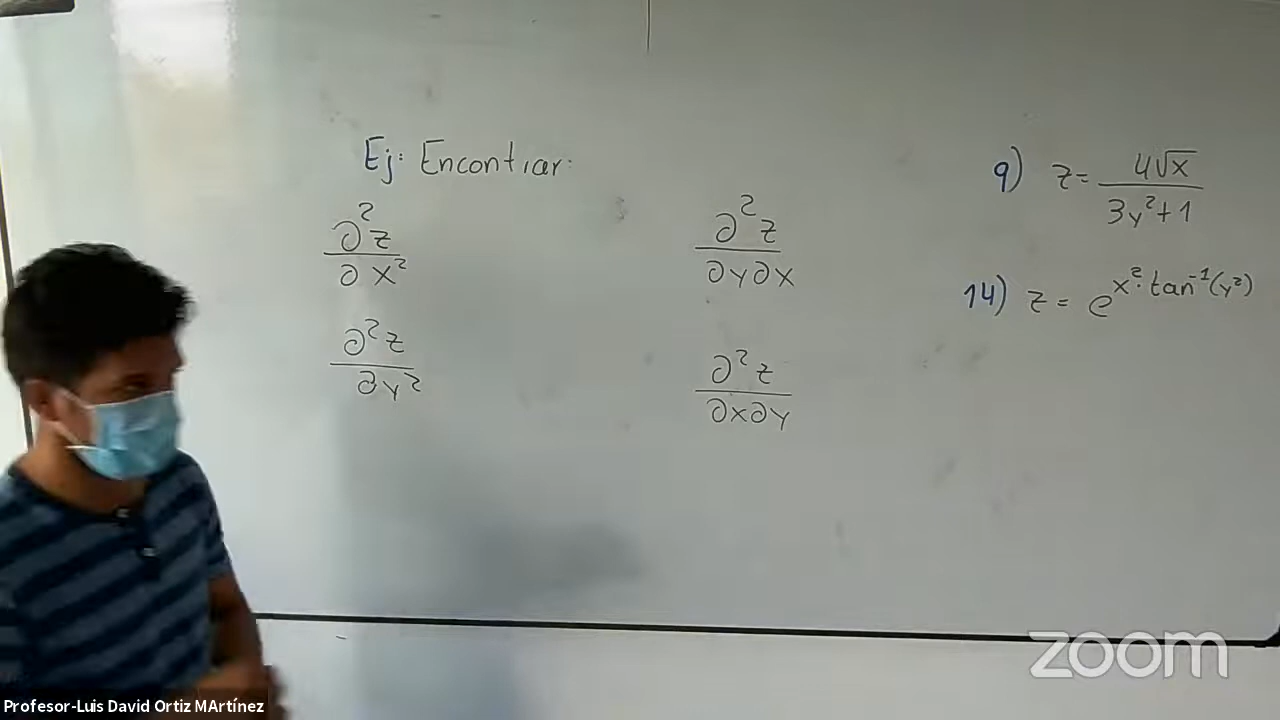 Ej: Encontrar:
∂²z/∂x²
∂²z/∂y²
∂²z/∂y∂x
∂²z/∂x∂y
9) z = 4√x/(3y²+1)
14) z = e^(x²·tan⁻¹(y²))
zoom
Profesor-Luis David Ortiz MArtínez